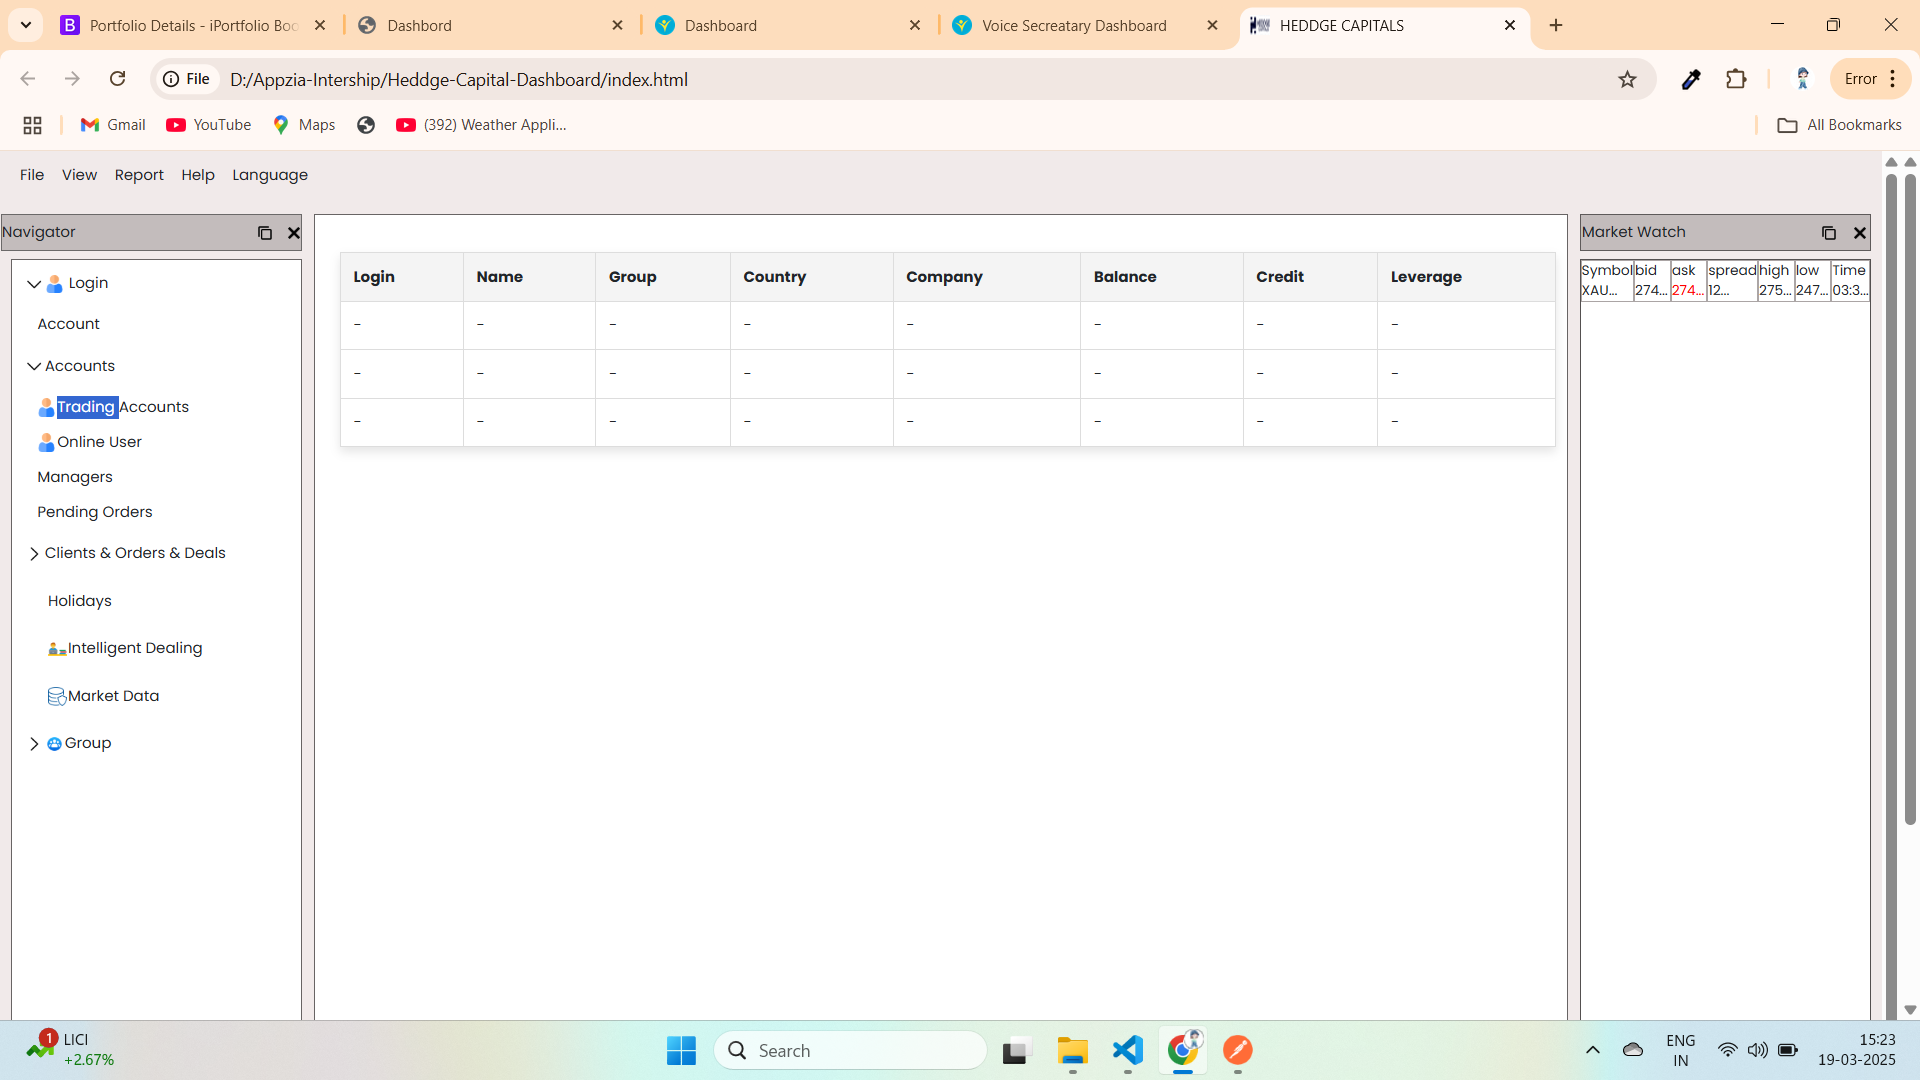 Portfolio Details - iPortfolio Boo
Dashbord
Dashboard
Voice Secreatary Dashboard
HEDDGE CAPITALS
File
D:/Appzia-Intership/Heddge-Capital-Dashboard/index.html
Error
Gmail
YouTube
Maps
(392) Weather Appli...
All Bookmarks
File View Report Help Language
Navigator
Login
Account
Accounts
Trading Accounts
Online User
Managers
Pending Orders
Clients & Orders & Deals
Holidays
Intelligent Dealing
Market Data
Group
Login Name Group Country Company Balance Credit Leverage
- - - - - - - -
- - - - - - - -
- - - - - - - -
Market Watch
Symbol bid ask spread high low Time
XAU... 274... 274... 12... 275... 247... 03:3...
1
LICI
+2.67%
Search
ENG
IN
15:23
19-03-2025